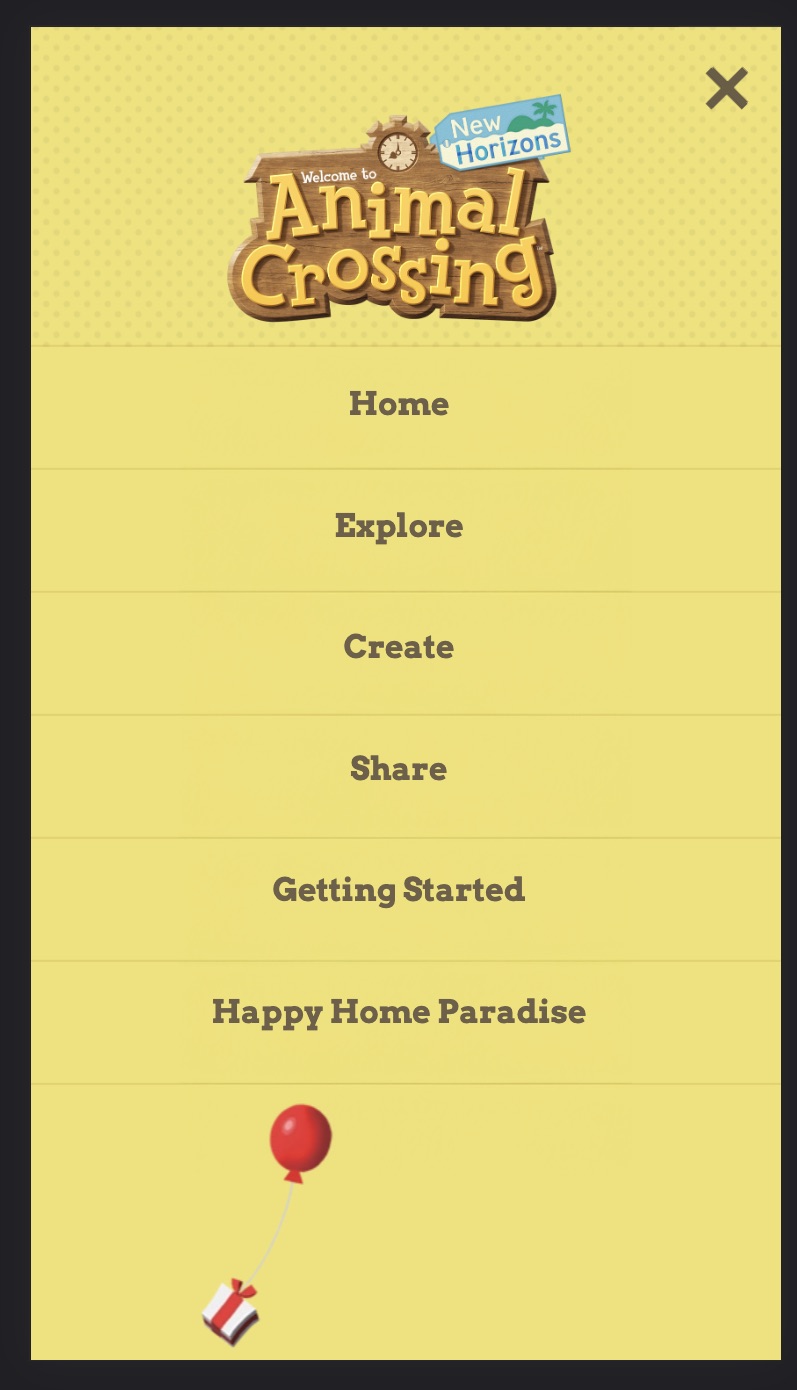 New
Horizons
Welcome to
Animal
Crossing
Home
Explore
Create
Share
Getting Started
Happy Home Paradise